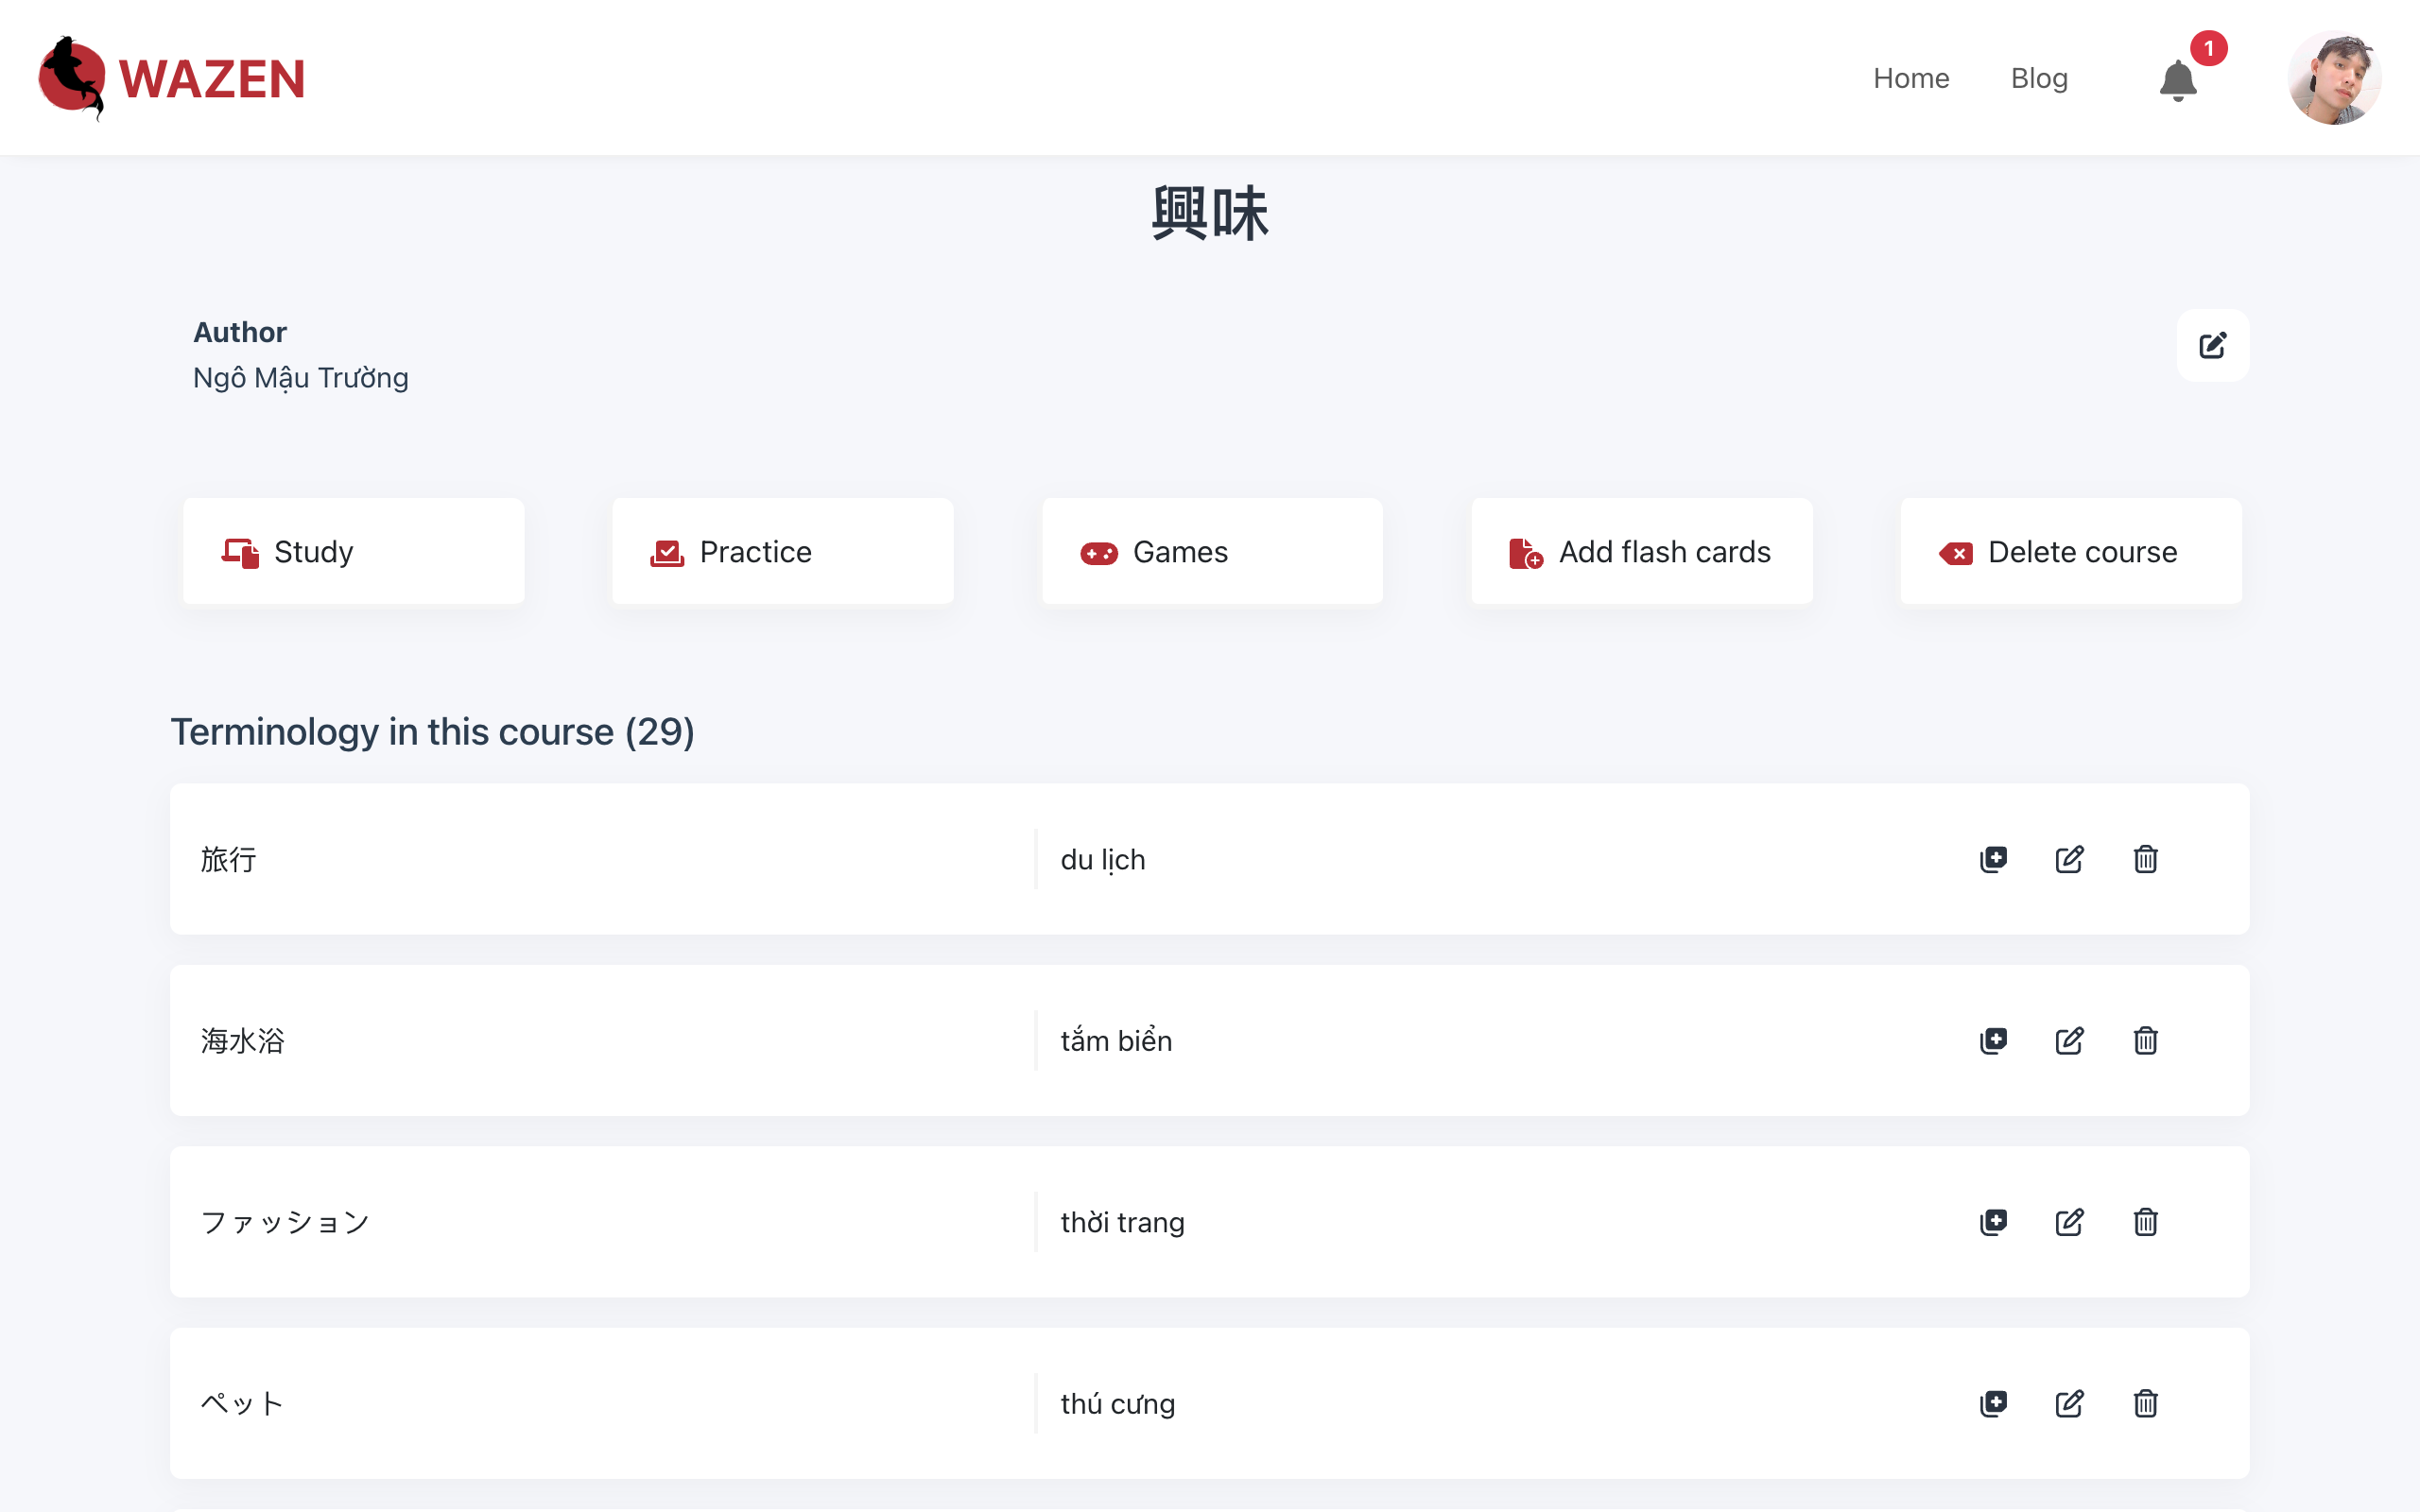 WAZEN
Home
Blog
1
興味
Author
Ngô Mậu Trường
Study
Practice
Games
Add flash cards
Delete course
Terminology in this course (29)
旅行
du lịch
海水浴
tắm biển
ファッション
thời trang
ペット
thú cưng